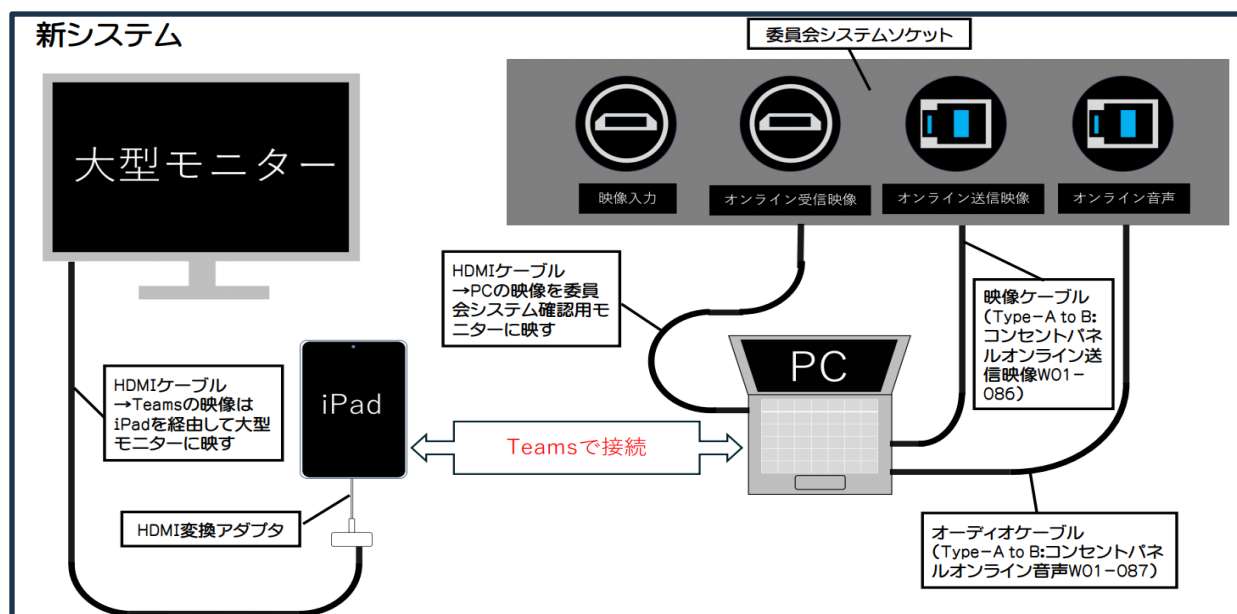 新システム
委員会システムソケット
大型モニター
映像入力
オンライン受信映像
オンライン送信映像
オンライン音声
HDMIケーブル
→PCの映像を委員
会システム確認用モ
ニターに映す
映像ケーブル
(Type-A to B:
コンセントパネ
ルオンライン送
信映像W01-
086)
PC
iPad
HDMIケーブル
→Teamsの映像は
iPadを経由して大型
モニターに映す
Teamsで接続
HDMI変換アダプタ
オーディオケーブル
(Type-A to B:コンセントパネ
ルオンライン音声W01-087)